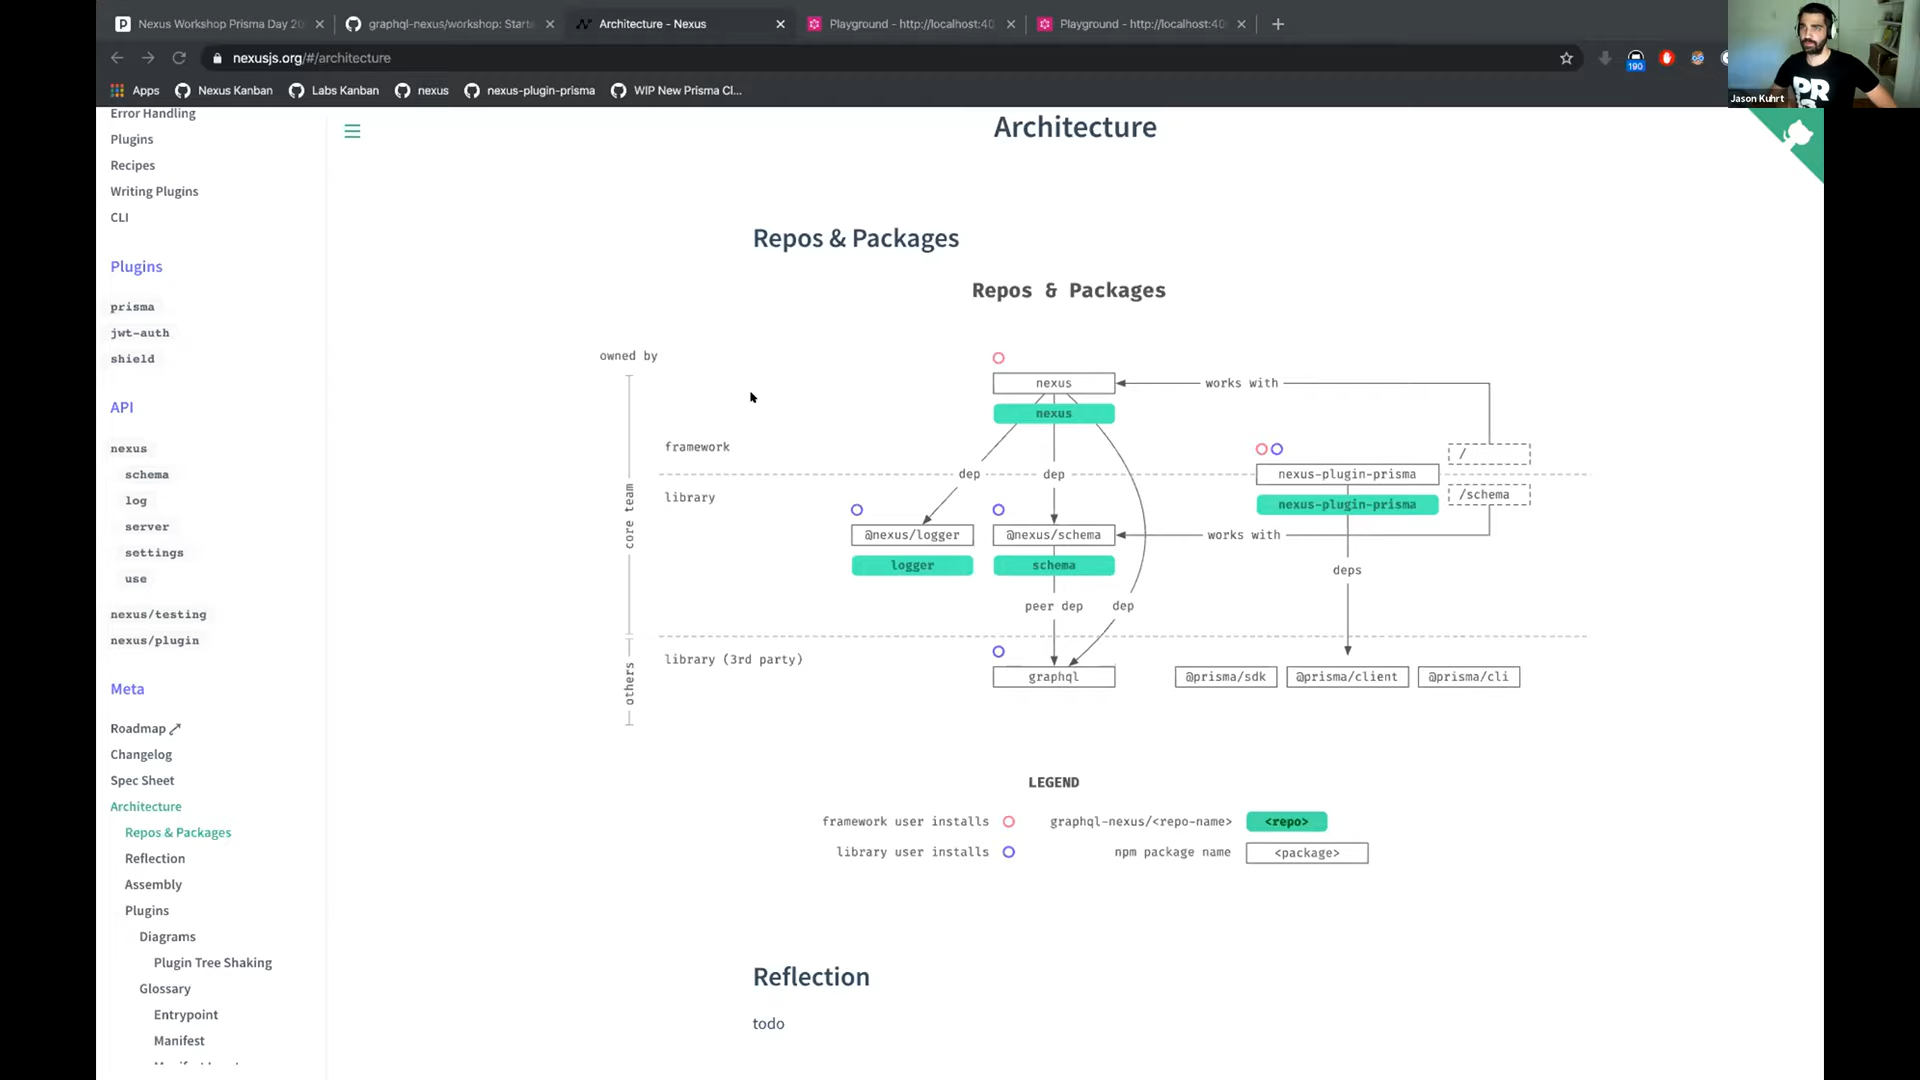 Nexus Workshop Prisma Day 20
graphql-nexus/workshop: Starte
Architecture - Nexus
Playground - http://localhost:40
Playground - http://localhost:40
nexusjs.org/#/architecture
190
Apps
Nexus Kanban
Labs Kanban
nexus
nexus-plugin-prisma
WIP New Prisma Cl...
PR
Jason Kuhrt
Error Handling
Plugins
Recipes
Writing Plugins
CLI
Plugins
prisma
jwt-auth
shield
API
nexus
schema
log
server
settings
use
nexus/testing
nexus/plugin
Meta
Roadmap
Changelog
Spec Sheet
Architecture
Repos & Packages
Reflection
Assembly
Plugins
Diagrams
Plugin Tree Shaking
Glossary
Entrypoint
Manifest
Architecture
Repos & Packages
Repos & Packages
owned by
core team
others
framework
library
library (3rd party)
nexus
nexus
works with
dep
dep
nexus-plugin-prisma
nexus-plugin-prisma
/
/schema
@nexus/logger
logger
@nexus/schema
schema
works with
deps
peer dep
dep
graphql
@prisma/sdk
@prisma/client
@prisma/cli
LEGEND
framework user installs
graphql-nexus/<repo-name>
<repo>
library user installs
npm package name
<package>
Reflection
todo